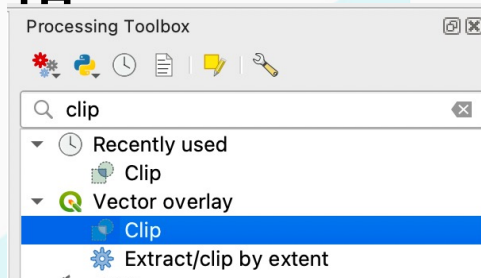 Processing Toolbox
clip
Recently used
Clip
Vector overlay
Clip
Extract/clip by extent